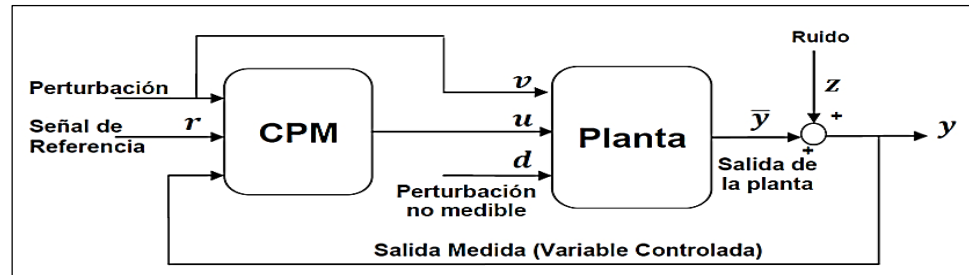 Ruido
Perturbación
v
z
Señal de
Referencia
r
CPM
u
Planta
y̅
+
y
+
d
Salida de
la planta
Perturbación
no medible
Salida Medida (Variable Controlada)